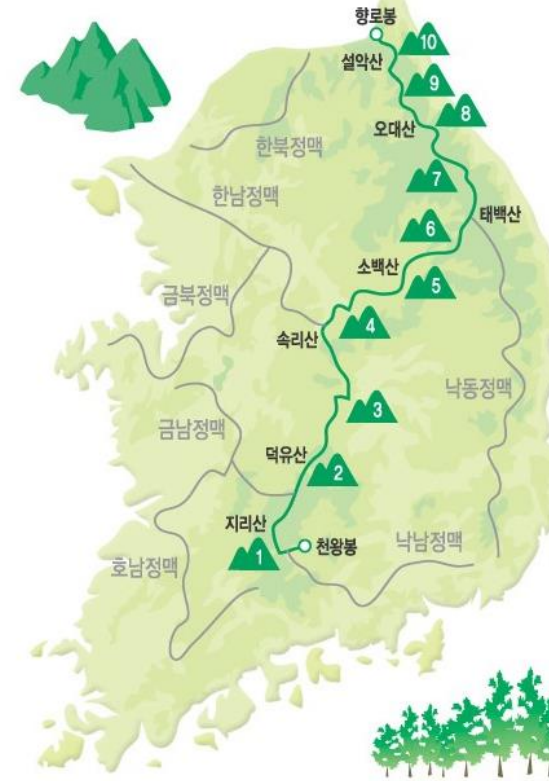 향로봉
10
설악산
9
8
오대산
한북정맥
7
한남정맥
태백산
6
소백산
5
금북정맥
4
속리산
낙동정맥
3
금남정맥
덕유산
2
지리산
천왕봉
낙남정맥
1
호남정맥